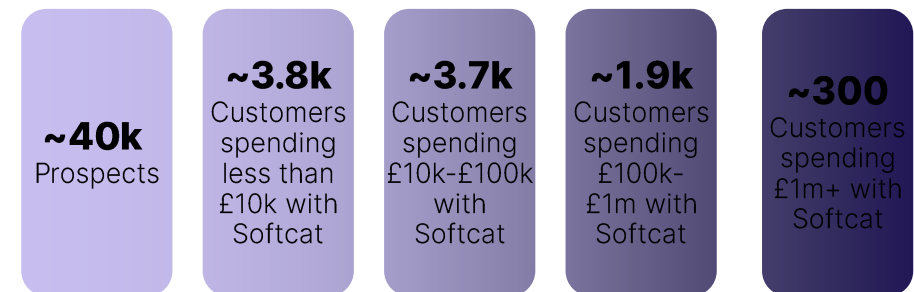 ~40k
Prospects
~3.8k
Customers
spending
less than
£10k with
Softcat
~3.7k
Customers
spending
£10k-£100k
with
Softcat
~1.9k
Customers
spending
£100k-
£1m with
Softcat
~300
Customers
spending
£1m+ with
Softcat